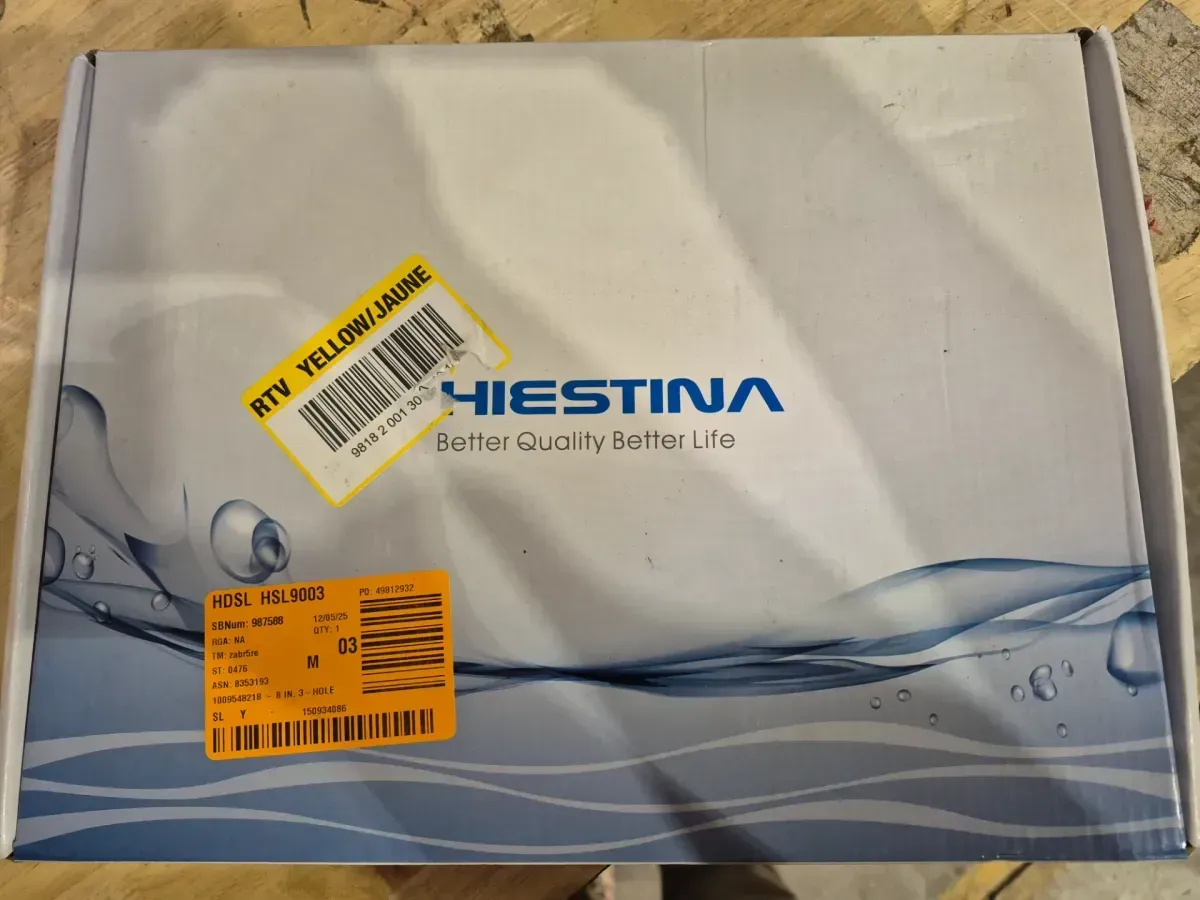 RTV YELLOW/JAUNE
9818 2 001 30
HIESTINA
Better Quality Better Life
HDSL HSL9003
PO: 49812932
SBNum: 987588
12/05/25
RGA: NA
QTY: 1
TM: zabr5re
03
ST: 0476
M
ASN: 8353193
1009548218 - 8 IN. 3-HOLE
SL Y - 150934086